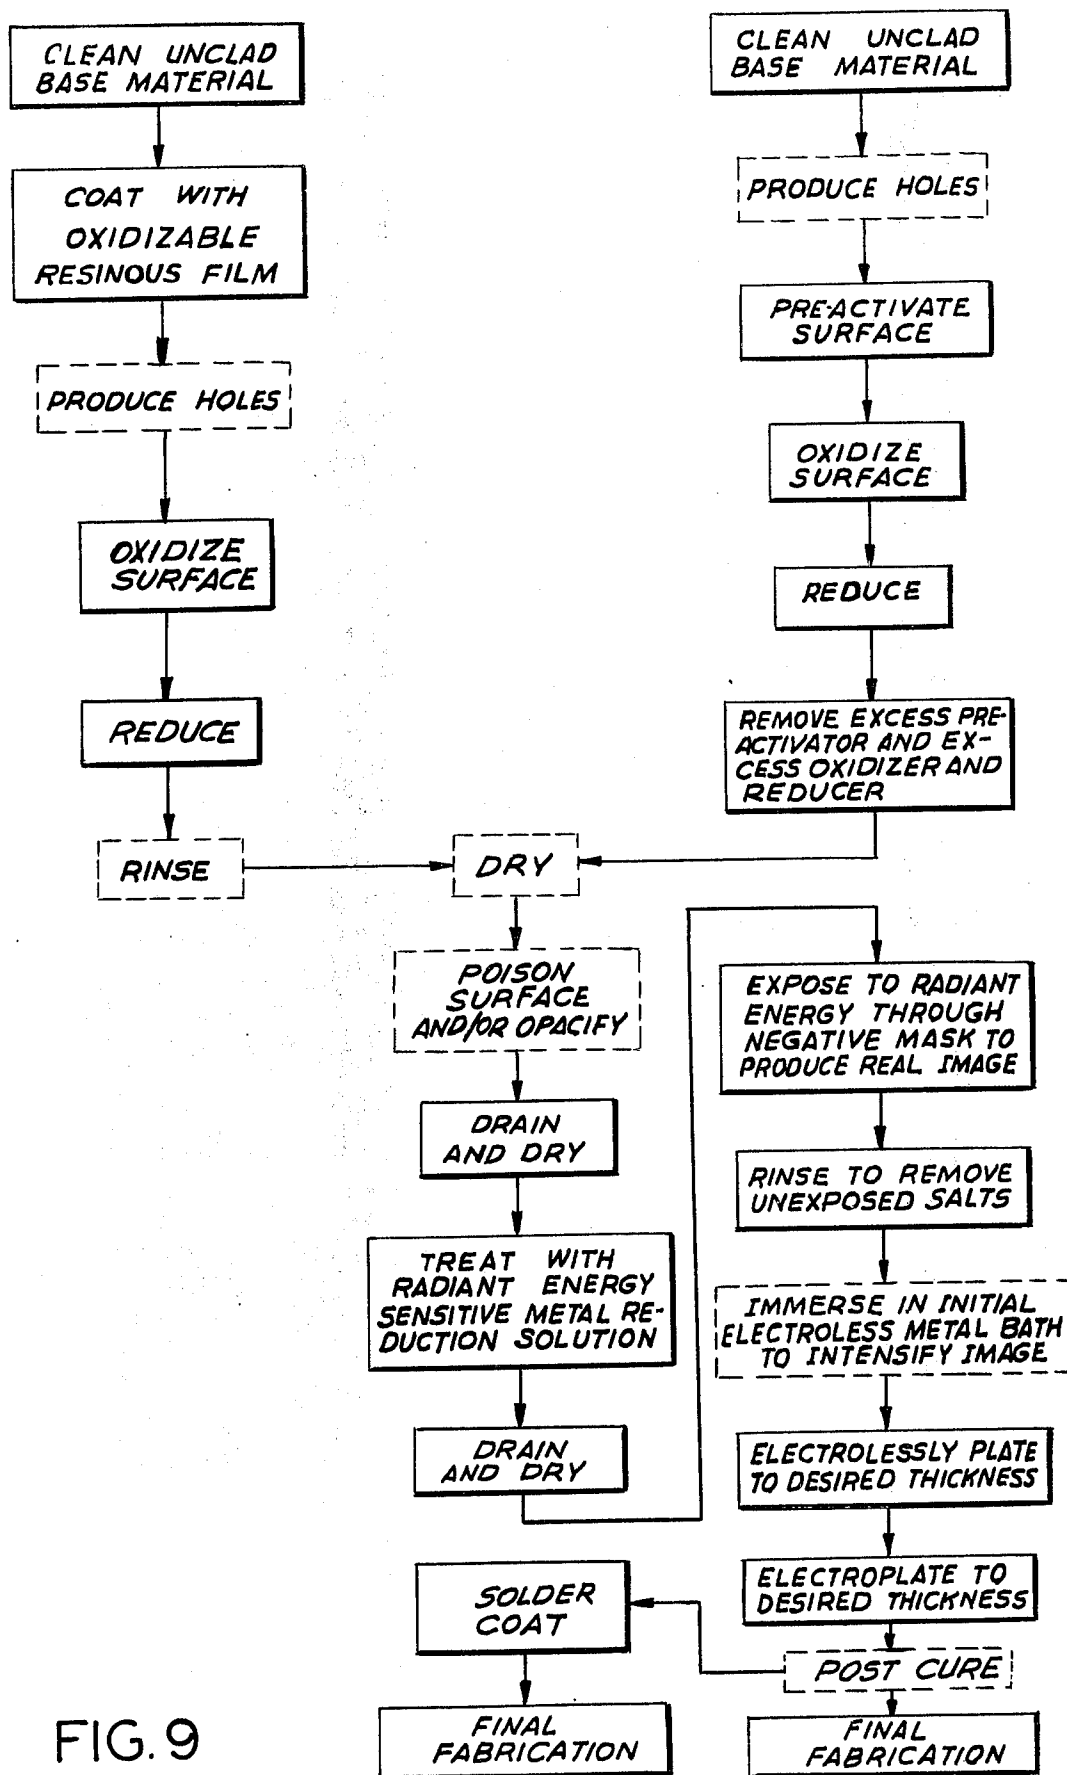 CLEAN UNCLAD
BASE MATERIAL
COAT WITH
OXIDIZABLE
RESINOUS FILM
PRODUCE HOLES
OXIDIZE
SURFACE
REDUCE
RINSE
CLEAN UNCLAD
BASE MATERIAL
PRODUCE HOLES
PRE-ACTIVATE
SURFACE
OXIDIZE
SURFACE
REDUCE
REMOVE EXCESS PRE-
ACTIVATOR AND EX-
CESS OXIDIZER AND
REDUCER
DRY
POISON
SURFACE
AND/OR OPACIFY
DRAIN
AND DRY
TREAT WITH
RADIANT ENERGY
SENSITIVE METAL RE-
DUCTION SOLUTION
DRAIN
AND DRY
EXPOSE TO RADIANT
ENERGY THROUGH
NEGATIVE MASK TO
PRODUCE REAL IMAGE
RINSE TO REMOVE
UNEXPOSED SALTS
IMMERSE IN INITIAL
ELECTROLESS METAL BATH
TO INTENSIFY IMAGE
ELECTROLESSLY PLATE
TO DESIRED THICKNESS
ELECTROPLATE TO
DESIRED THICKNESS
POST CURE
SOLDER
COAT
FINAL
FABRICATION
FINAL
FABRICATION
FIG. 9